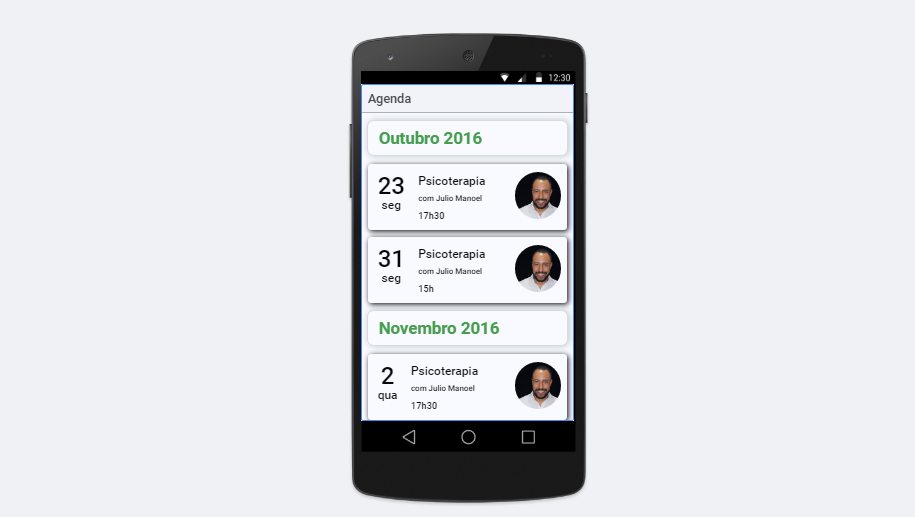 12:30
Agenda
Outubro 2016
23
seg
Psicoterapia
com Julio Manoel
17h30
31
seg
Psicoterapia
com Julio Manoel
15h
Novembro 2016
2
qua
Psicoterapia
com Julio Manoel
17h30